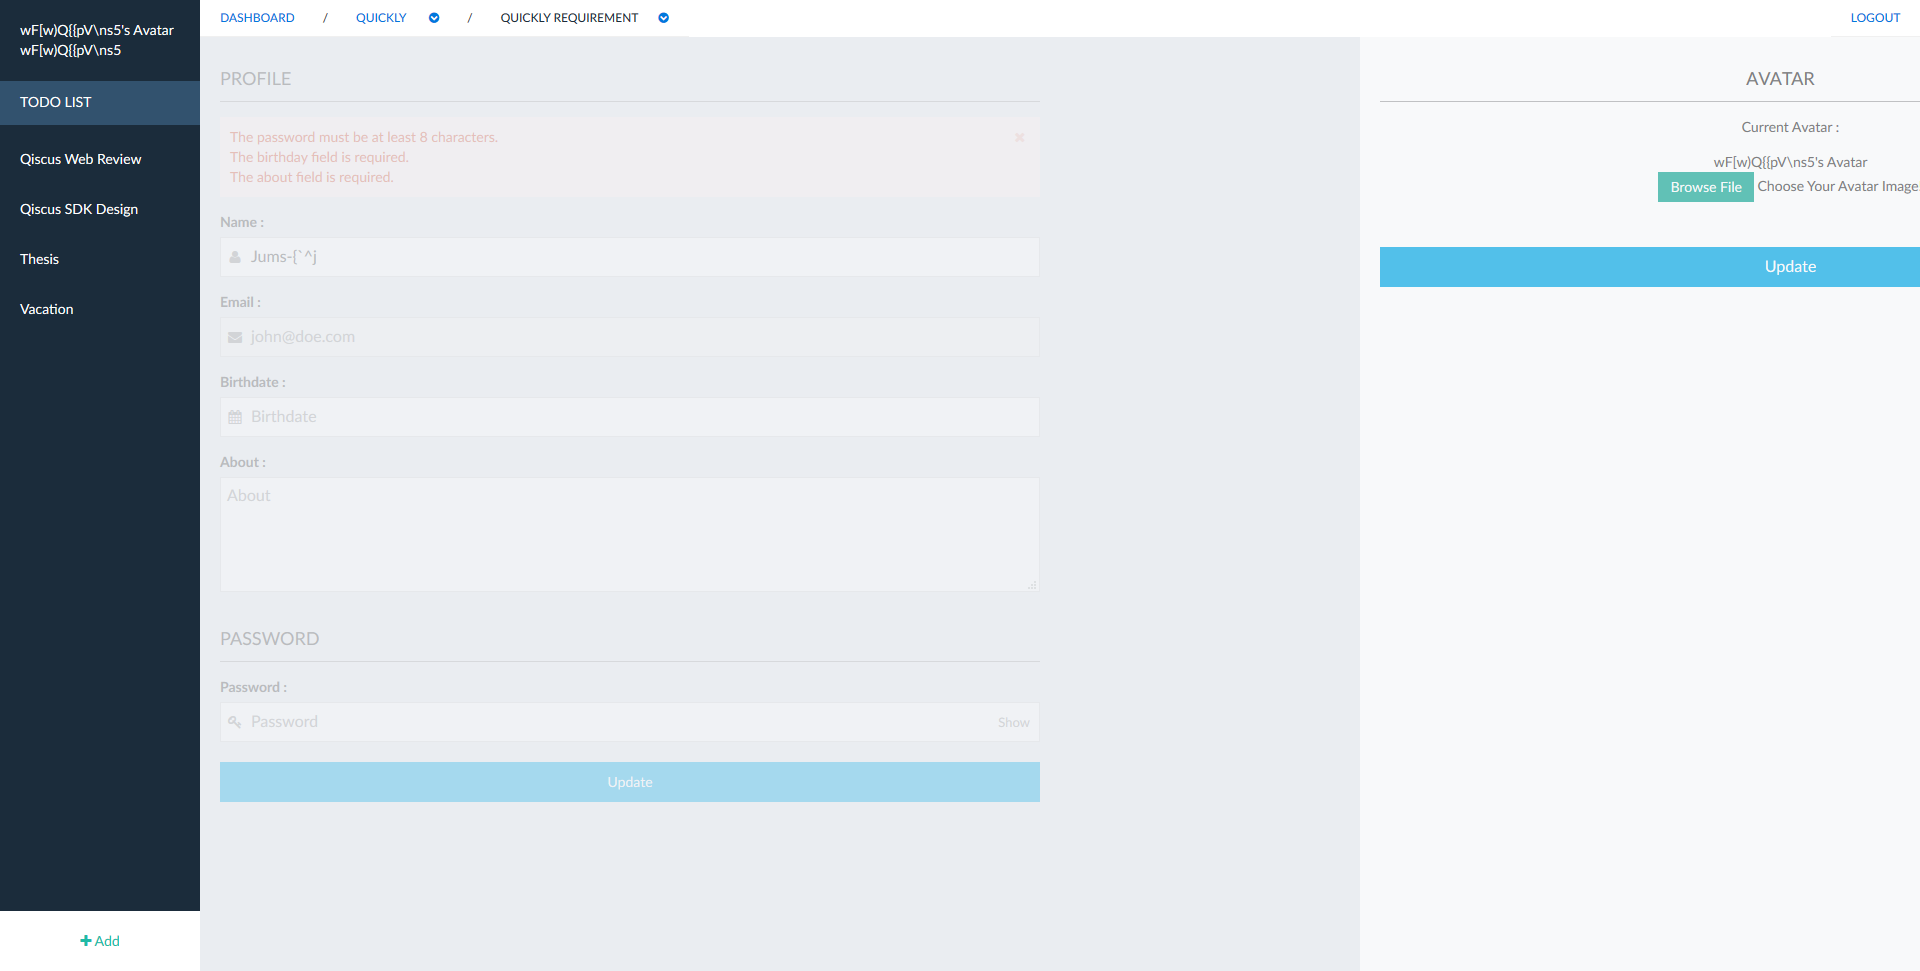 wF[w)Q{{pV\ns5's Avatar
wF[w)Q{{pV\ns5
TODO LIST
Qiscus Web Review
Qiscus SDK Design
Thesis
Vacation
Add
DASHBOARD / QUICKLY / QUICKLY REQUIREMENT
LOGOUT
PROFILE
The password must be at least 8 characters.
The birthday field is required.
The about field is required.
Name :
Jums-{`^j
Email :
john@doe.com
Birthdate :
Birthdate
About :
About
PASSWORD
Password :
Password Show
Update
AVATAR
Current Avatar :
wF[w)Q{{pV\ns5's Avatar
Browse File Choose Your Avatar Image.
Update